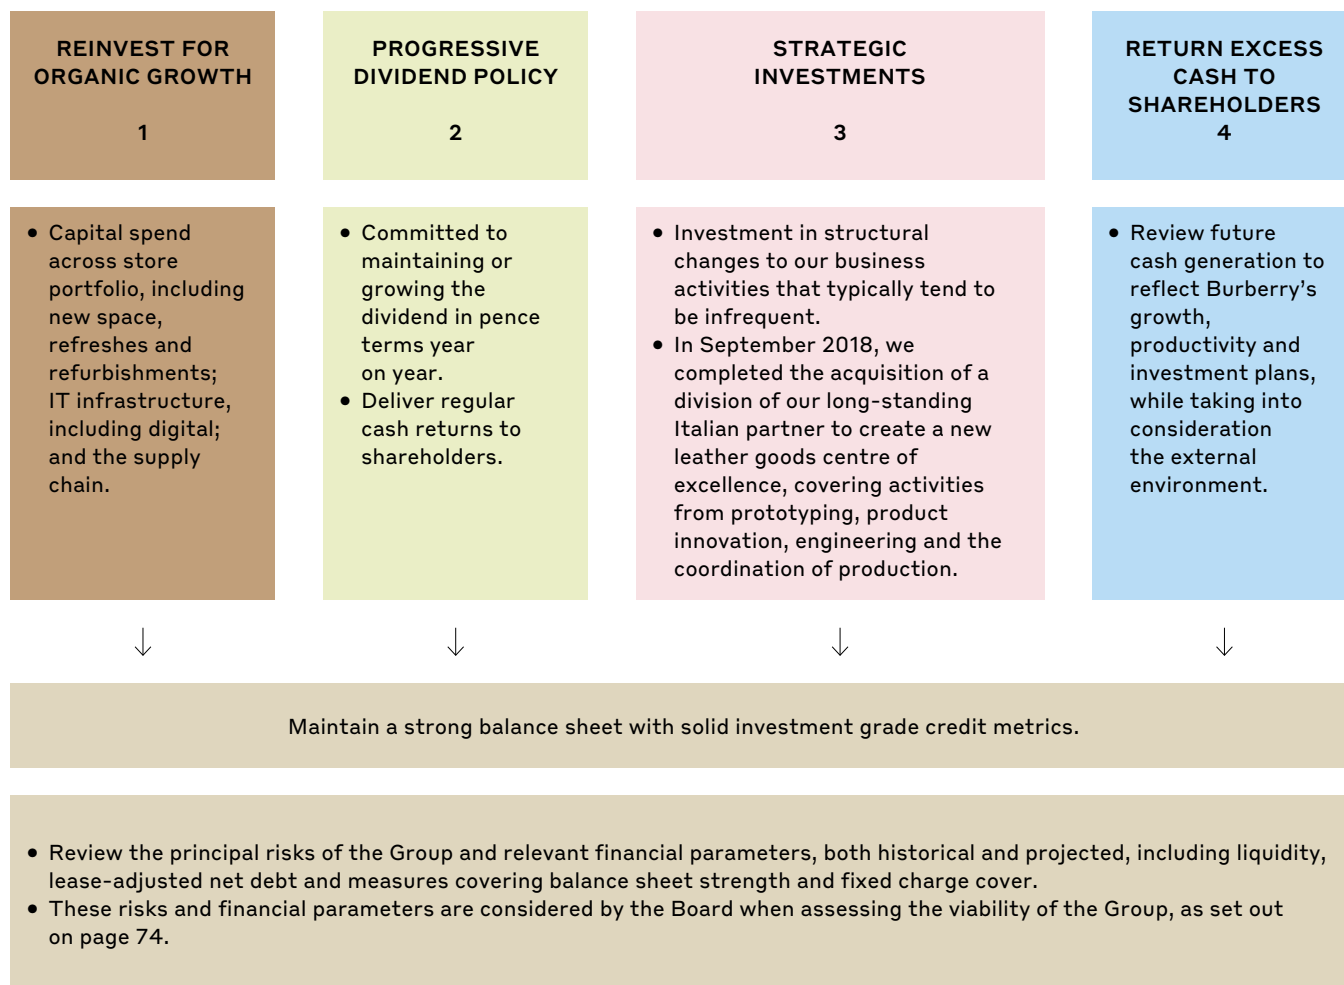 REINVEST FOR
ORGANIC GROWTH
1
PROGRESSIVE
DIVIDEND POLICY
2
STRATEGIC
INVESTMENTS
3
RETURN EXCESS
CASH TO
SHAREHOLDERS
4
• Capital spend
across store
portfolio, including
new space,
refreshes and
refurbishments;
IT infrastructure,
including digital;
and the supply
chain.
• Committed to
maintaining or
growing the
dividend in pence
terms year
on year.
• Deliver regular
cash returns to
shareholders.
• Investment in structural
changes to our business
activities that typically tend to
be infrequent.
• In September 2018, we
completed the acquisition of a
division of our long-standing
Italian partner to create a new
leather goods centre of
excellence, covering activities
from prototyping, product
innovation, engineering and the
coordination of production.
• Review future
cash generation to
reflect Burberry's
growth,
productivity and
investment plans,
while taking into
consideration
the external
environment.
Maintain a strong balance sheet with solid investment grade credit metrics.
• Review the principal risks of the Group and relevant financial parameters, both historical and projected, including liquidity,
lease-adjusted net debt and measures covering balance sheet strength and fixed charge cover.
• These risks and financial parameters are considered by the Board when assessing the viability of the Group, as set out
on page 74.